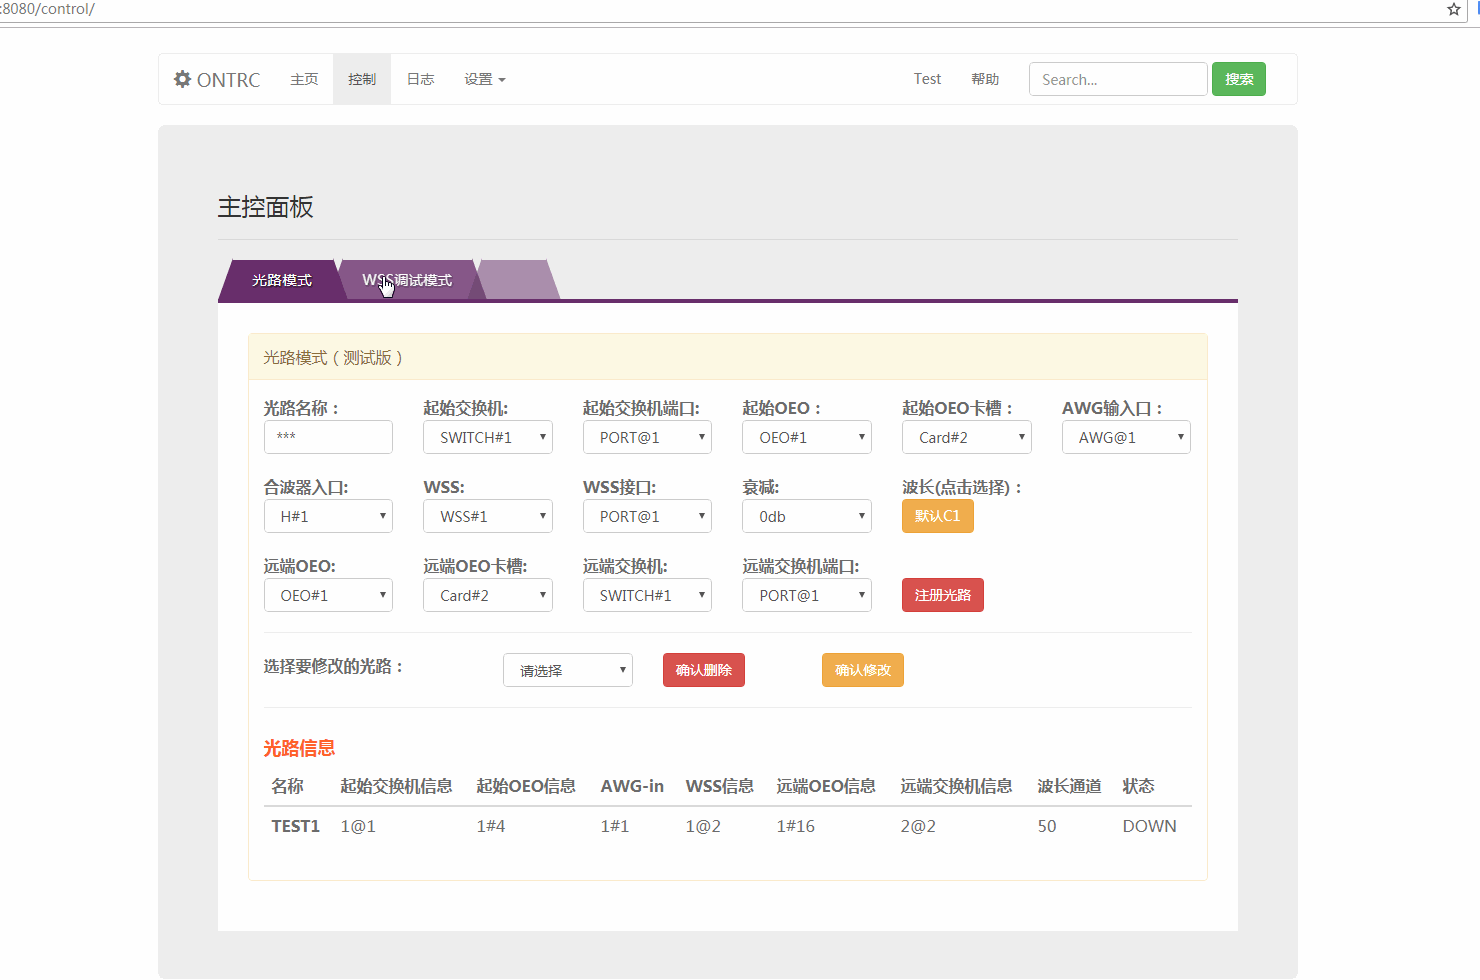 :8080/control/
ONTRC 主页 控制 日志 设置 Test 帮助 Search... 搜索
主控面板
光路模式 WSS调试模式
光路模式（测试版）
光路名称： 起始交换机: 起始交换机端口: 起始OEO： 起始OEO卡槽： AWG输入口：
*** SWITCH#1 PORT@1 OEO#1 Card#2 AWG@1
合波器入口: WSS: WSS接口: 衰减: 波长(点击选择)：
H#1 WSS#1 PORT@1 0db 默认C1
远端OEO: 远端OEO卡槽: 远端交换机: 远端交换机端口:
OEO#1 Card#2 SWITCH#1 PORT@1 注册光路
选择要修改的光路： 请选择 确认删除 确认修改
光路信息
名称 起始交换机信息 起始OEO信息 AWG-in WSS信息 远端OEO信息 远端交换机信息 波长通道 状态
TEST1 1@1 1#4 1#1 1@2 1#16 2@2 50 DOWN